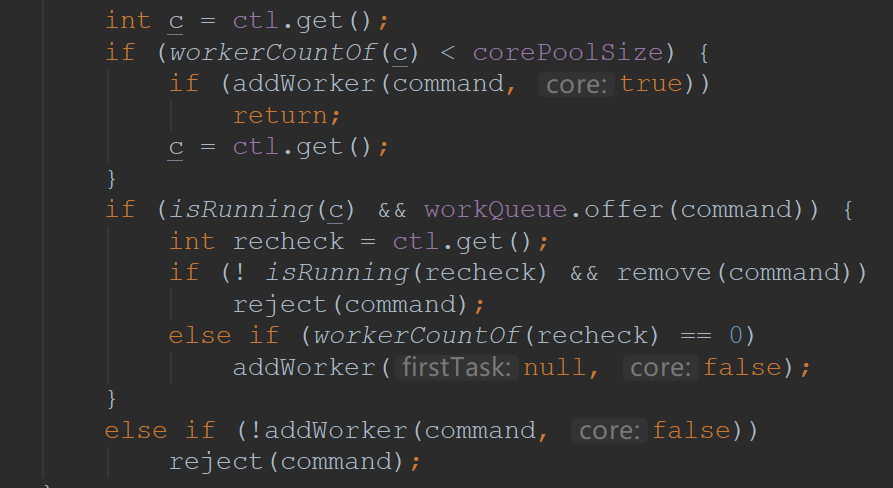 int c = ctl.get();
if (workerCountOf(c) < corePoolSize) {
if (addWorker(command, core: true))
return;
c = ctl.get();
}
if (isRunning(c) && workQueue.offer(command)) {
int recheck = ctl.get();
if (! isRunning(recheck) && remove(command))
reject(command);
else if (workerCountOf(recheck) == 0)
addWorker(firstTask: null, core: false);
}
else if (!addWorker(command, core: false))
reject(command);
}